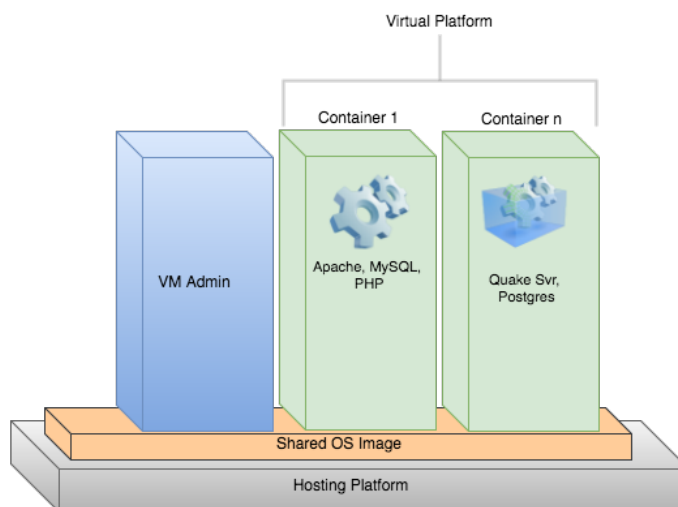 Virtual Platform
Container 1
Container n
VM Admin
Apache, MySQL,
PHP
Quake Svr,
Postgres
Shared OS Image
Hosting Platform